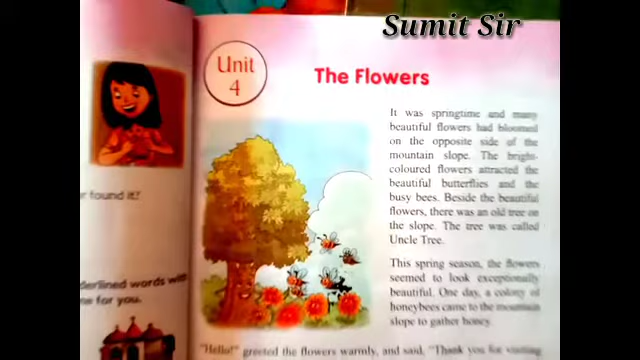 Sumit Sir
Unit
4
The Flowers
It was springtime and many
beautiful flowers had bloomed
on the opposite side of the
mountain slope. The bright-
coloured flowers attracted the
beautiful butterflies and the
busy bees. Beside the beautiful
flowers, there was an old tree on
the slope. The tree was called
Uncle Tree.
This spring season, the flowers
seemed to look exceptionally
beautiful. One day, a colony of
honeybees came to the mountain
slope to gather honey.
"Hello!" greeted the flowers warmly, and said, "Thank you for visiting
found it?
words with
for you.